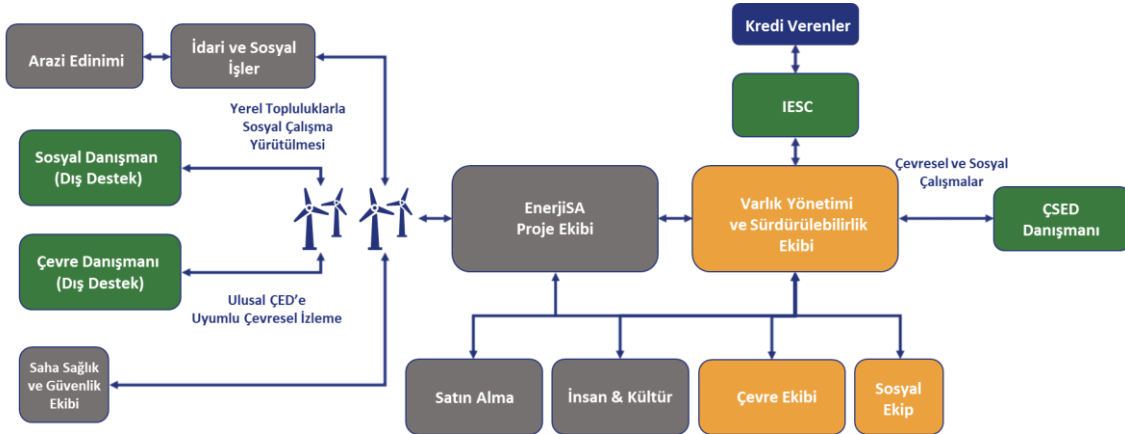 Kredi Verenler
Arazi Edinimi
İdari ve Sosyal
İşler
IESC
Yerel Topluluklarla
Sosyal Çalışma
Yürütülmesi
Sosyal Danışman
(Dış Destek)
EnerjiSA
Proje Ekibi
Varlık Yönetimi
ve Sürdürülebilirlik
Ekibi
Çevresel ve Sosyal
Çalışmalar
ÇSED
Danışmanı
Çevre Danışmanı
(Dış Destek)
Ulusal ÇED’e
Uyumlu Çevresel İzleme
Saha Sağlık
ve Güvenlik
Ekibi
Satın Alma
İnsan & Kültür
Çevre Ekibi
Sosyal
Ekip